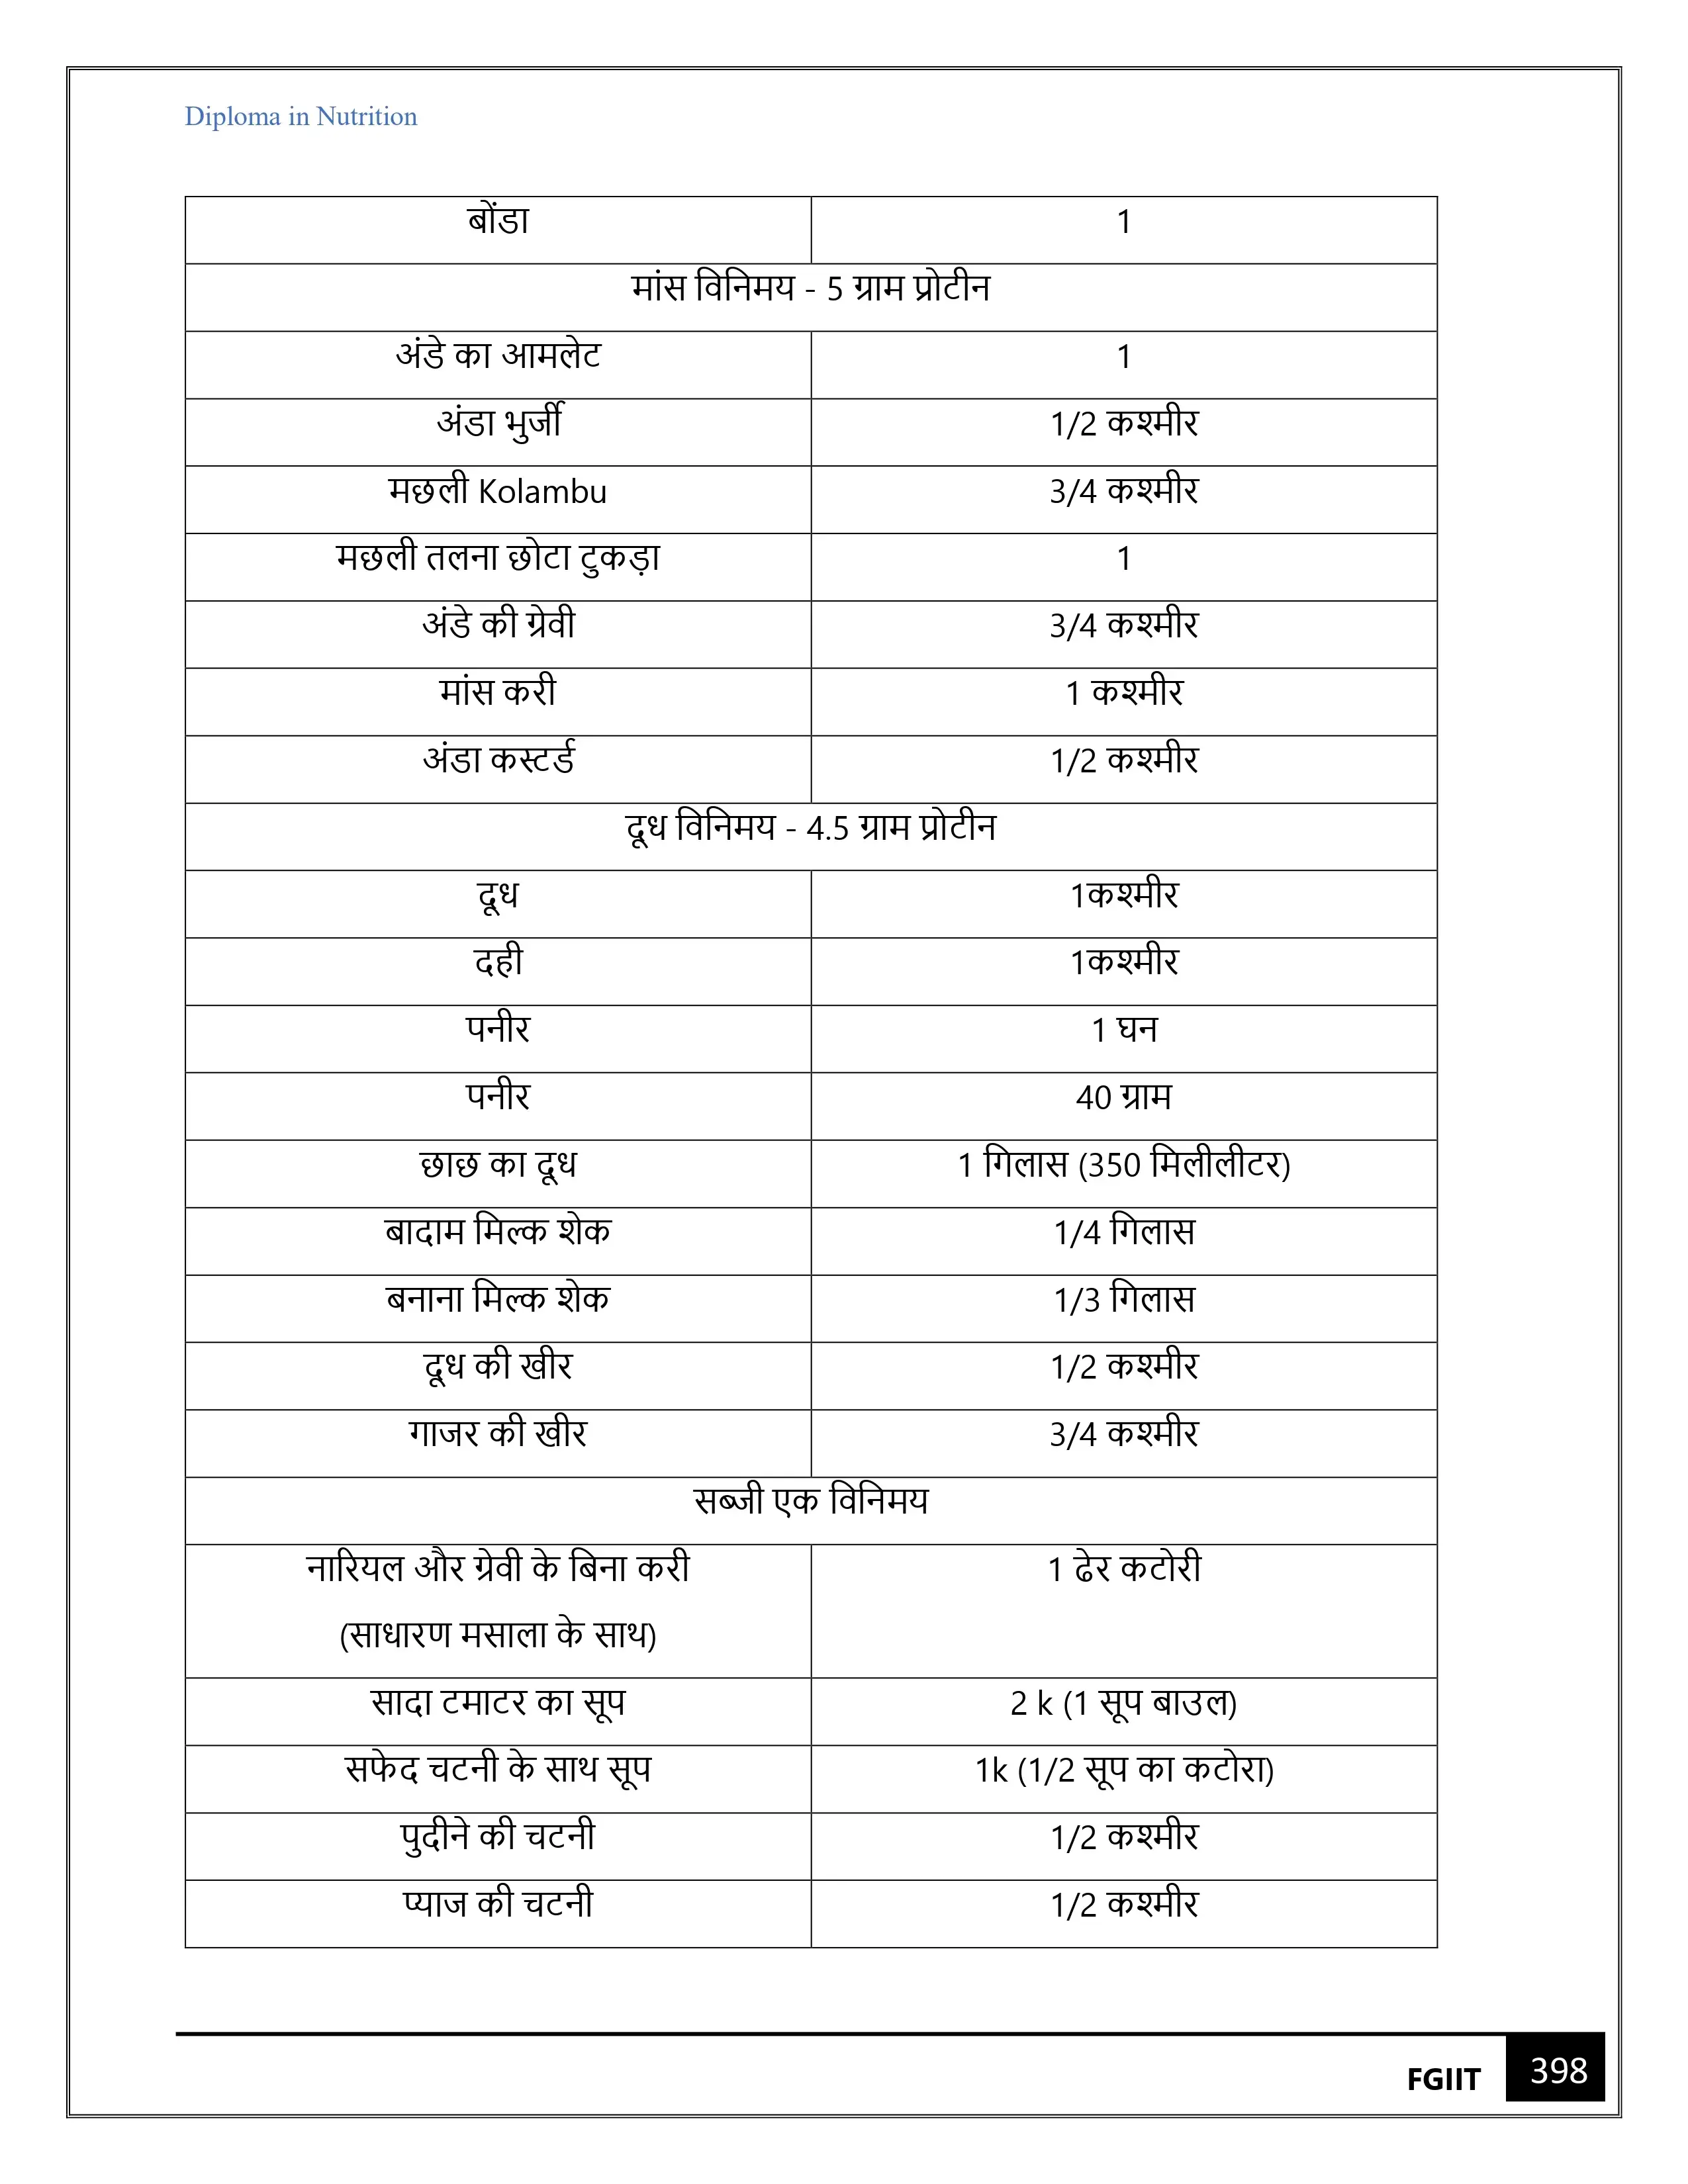 Diploma in Nutrition
बोंडा 1
मांस विनिमय - 5 ग्राम प्रोटीन
अंडे का आमलेट 1
अंडा भुर्जी 1/2 कश्मीर
मछली Kolambu 3/4 कश्मीर
मछली तलना छोटा टुकड़ा 1
अंडे की ग्रेवी 3/4 कश्मीर
मांस करी 1 कश्मीर
अंडा कस्टर्ड 1/2 कश्मीर
दूध विनिमय - 4.5 ग्राम प्रोटीन
दूध 1कश्मीर
दही 1कश्मीर
पनीर 1 घन
पनीर 40 ग्राम
छाछ का दूध 1 गिलास (350 मिलीलीटर)
बादाम मिल्क शेक 1/4 गिलास
बनाना मिल्क शेक 1/3 गिलास
दूध की खीर 1/2 कश्मीर
गाजर की खीर 3/4 कश्मीर
सब्जी एक विनिमय
नारियल और ग्रेवी के बिना करी 1 ढेर कटोरी
(साधारण मसाला के साथ)
सादा टमाटर का सूप 2 k (1 सूप बाउल)
सफेद चटनी के साथ सूप 1k (1/2 सूप का कटोरा)
पुदीने की चटनी 1/2 कश्मीर
प्याज की चटनी 1/2 कश्मीर
FGIIT 398